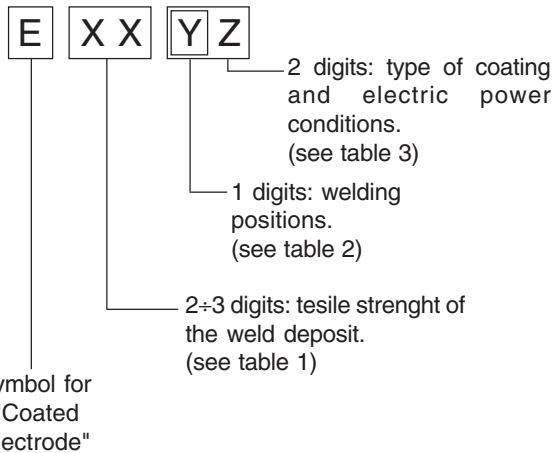 E XX YZ
2 digits: type of coating
and electric power
conditions.
(see table 3)
1 digits: welding
positions.
(see table 2)
2÷3 digits: tesile strenght of
the weld deposit.
(see table 1)
ymbol for
"Coated
ectrode"